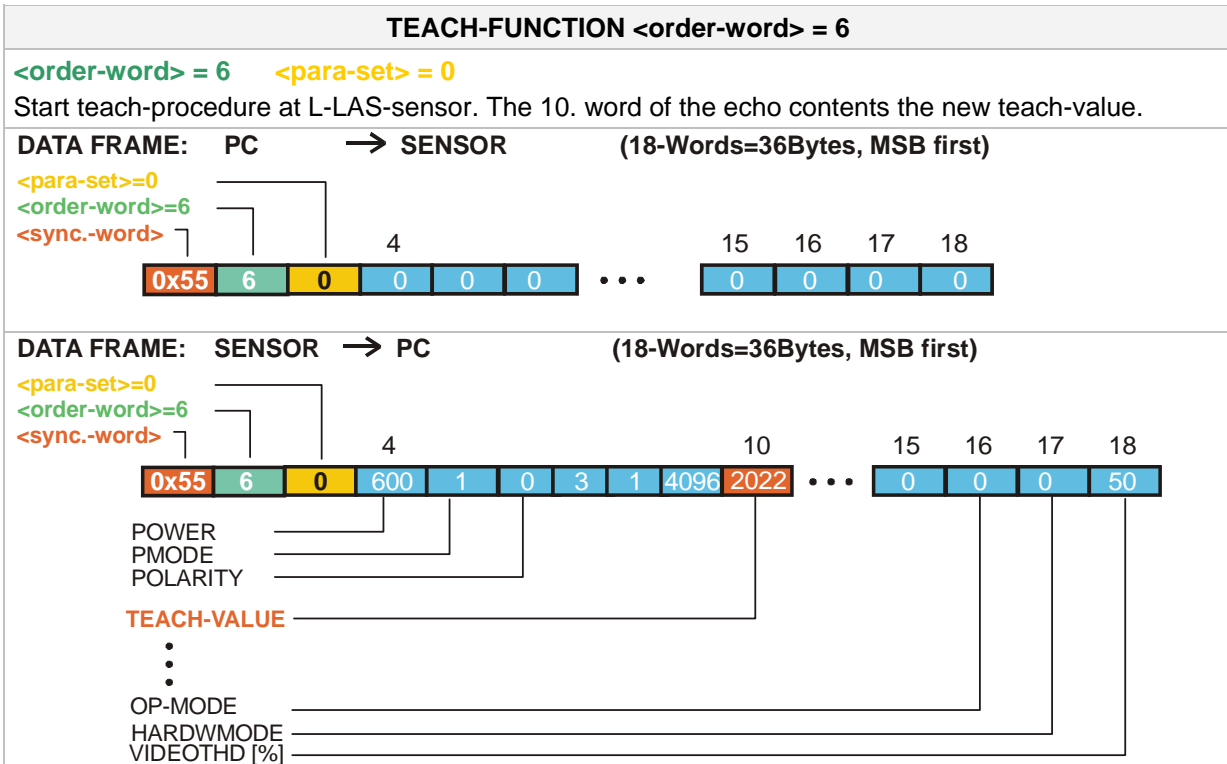 TEACH-FUNCTION <order-word> = 6
<order-word> = 6 <para-set> = 0
Start teach-procedure at L-LAS-sensor. The 10. word of the echo contents the new teach-value.
DATA FRAME: PC → SENSOR (18-Words=36Bytes, MSB first)
<para-set>=0
<order-word>=6
<sync.-word>
4 15 16 17 18
0x55 6 0 0 0 0 • • • 0 0 0 0
DATA FRAME: SENSOR → PC (18-Words=36Bytes, MSB first)
<para-set>=0
<order-word>=6
<sync.-word>
4 10 15 16 17 18
0x55 6 0 600 1 0 3 1 4096 2022 • • • 0 0 0 50
POWER
PMODE
POLARITY
TEACH-VALUE
OP-MODE
HARDWMODE
VIDEOTHD [%]